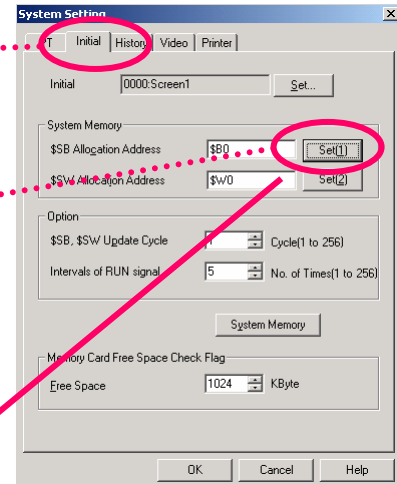 System Setting
PT Initial History Video Printer
Initial 0000:Screen1 Set...
System Memory
$SB Allocation Address $B0 Set(1)
$SW Allocation Address $W0 Set(2)
Option
$SB, $SW Update Cycle 1 Cycle(1 to 256)
Intervals of RUN signal 5 No. of Times(1 to 256)
System Memory
Memory Card Free Space Check Flag
Free Space 1024 KByte
OK Cancel Help